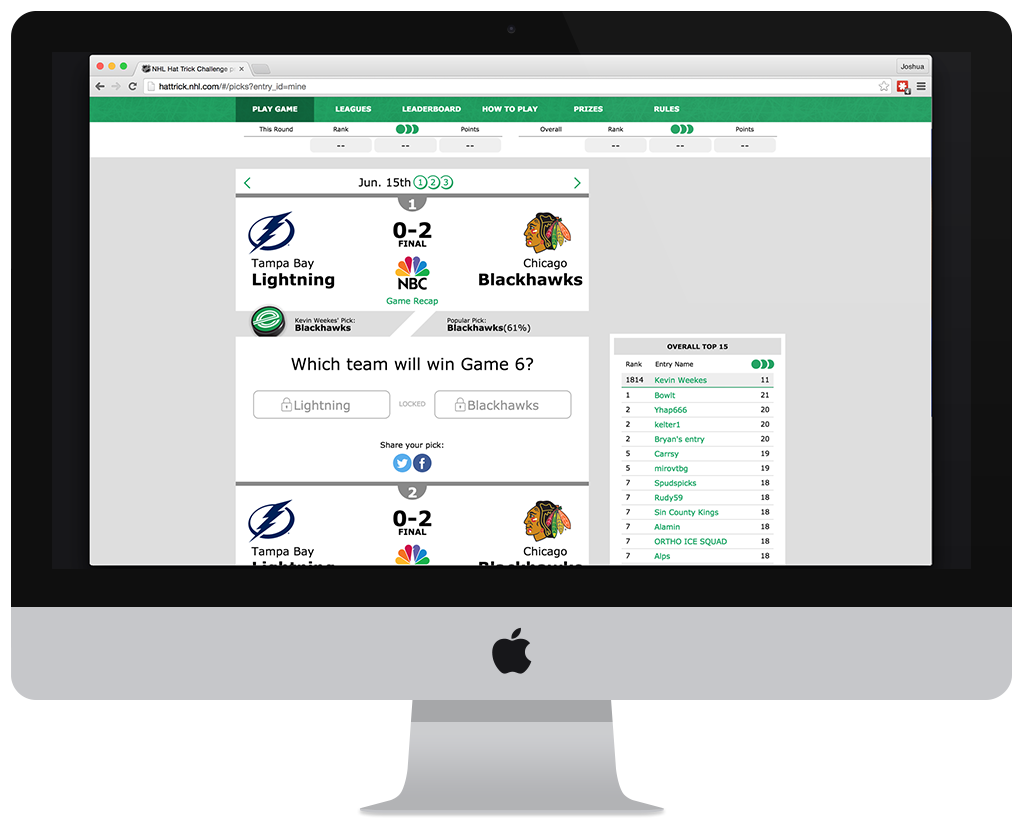 NHL Hat Trick Challenge p
Joshua
hattrick.nhl.com/#/picks?entry_id=mine
PLAY GAME LEAGUES LEADERBOARD HOW TO PLAY PRIZES RULES
This Round Rank Points Overall Rank Points
-- -- -- -- -- --
Jun. 15th 1 2 3
1
0-2
FINAL
Tampa Bay
Lightning
Chicago
Blackhawks
NBC
Game Recap
Kevin Weekes' Pick:
Blackhawks
Popular Pick:
Blackhawks(61%)
Which team will win Game 6?
Lightning LOCKED Blackhawks
Share your pick:
2
0-2
FINAL
Tampa Bay
Lightning
Chicago
Blackhawks
OVERALL TOP 15
Rank Entry Name
1814 Kevin Weekes 11
1 Bowlt 21
2 Yhap666 20
2 kelter1 20
2 Bryan's entry 20
5 Carrsy 19
5 mirovtbg 19
7 Spudspicks 18
7 Rudy59 18
7 Sin County Kings 18
7 Alamin 18
7 ORTHO ICE SQUAD 18
7 Alps 18